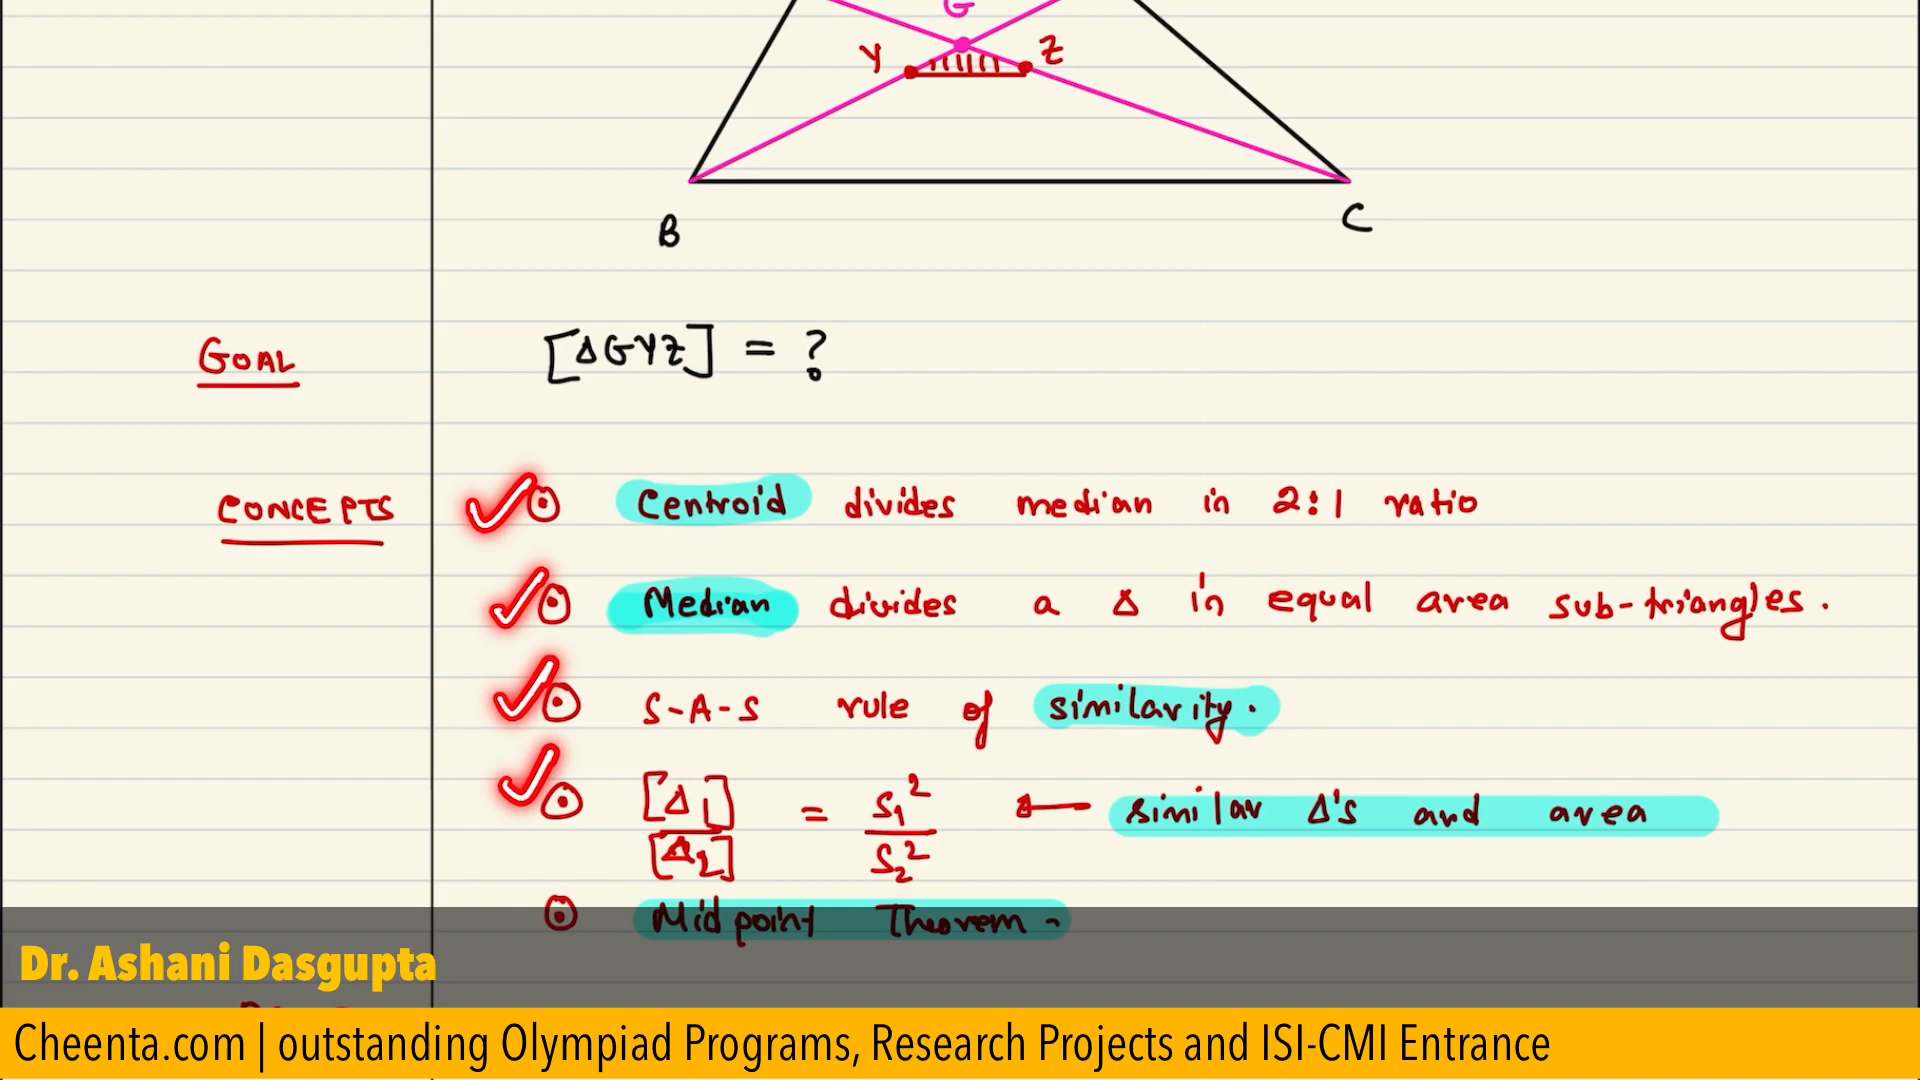 G
Y Z
B C
GOAL [ΔGYZ] = ?
CONCEPTS ⊙ Centroid divides median in 2:1 ratio
⊙ Median divides a Δ in equal area sub-triangles.
⊙ S-A-S rule of similarity.
⊙ [Δ1]/[Δ2] = S1²/S2² ← similar Δ's and area
⊙ Midpoint Theorem.
Dr. Ashani Dasgupta
Cheenta.com | outstanding Olympiad Programs, Research Projects and ISI-CMI Entrance